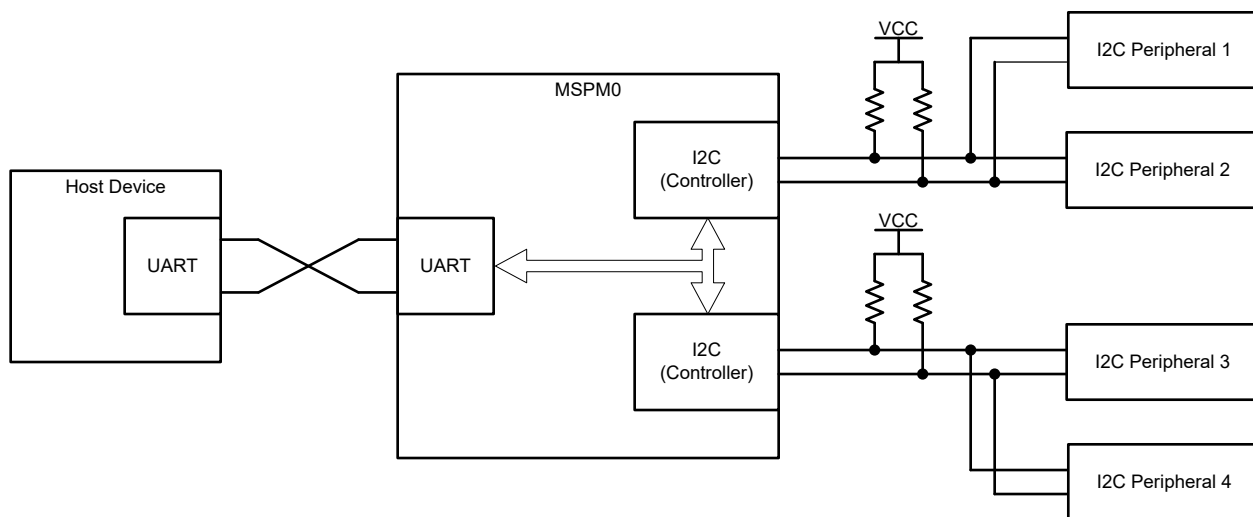 VCC
I2C Peripheral 1
MSPM0
I2C
(Controller)
I2C Peripheral 2
Host Device
VCC
UART
UART
I2C
(Controller)
I2C Peripheral 3
I2C Peripheral 4